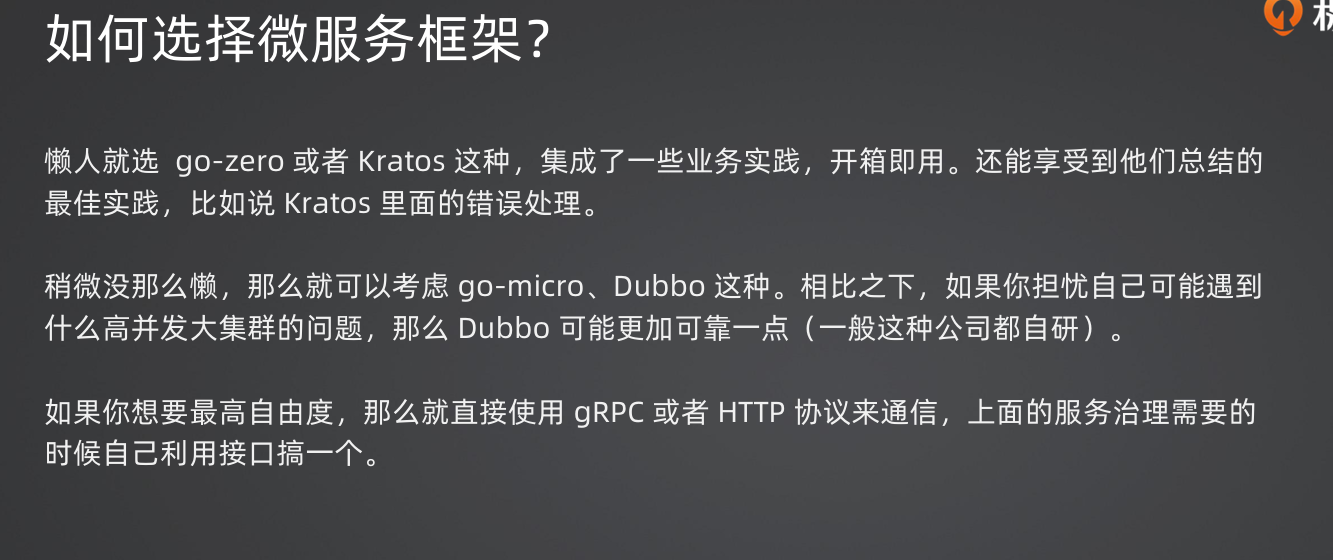 如何选择微服务框架？
懒人就选 go-zero 或者 Kratos 这种，集成了一些业务实践，开箱即用。还能享受到他们总结的
最佳实践，比如说 Kratos 里面的错误处理。
稍微没那么懒，那么就可以考虑 go-micro、Dubbo 这种。相比之下，如果你担忧自己可能遇到
什么高并发大集群的问题，那么 Dubbo 可能更加可靠一点（一般这种公司都自研）。
如果你想要最高自由度，那么就直接使用 gRPC 或者 HTTP 协议来通信，上面的服务治理需要的
时候自己利用接口搞一个。